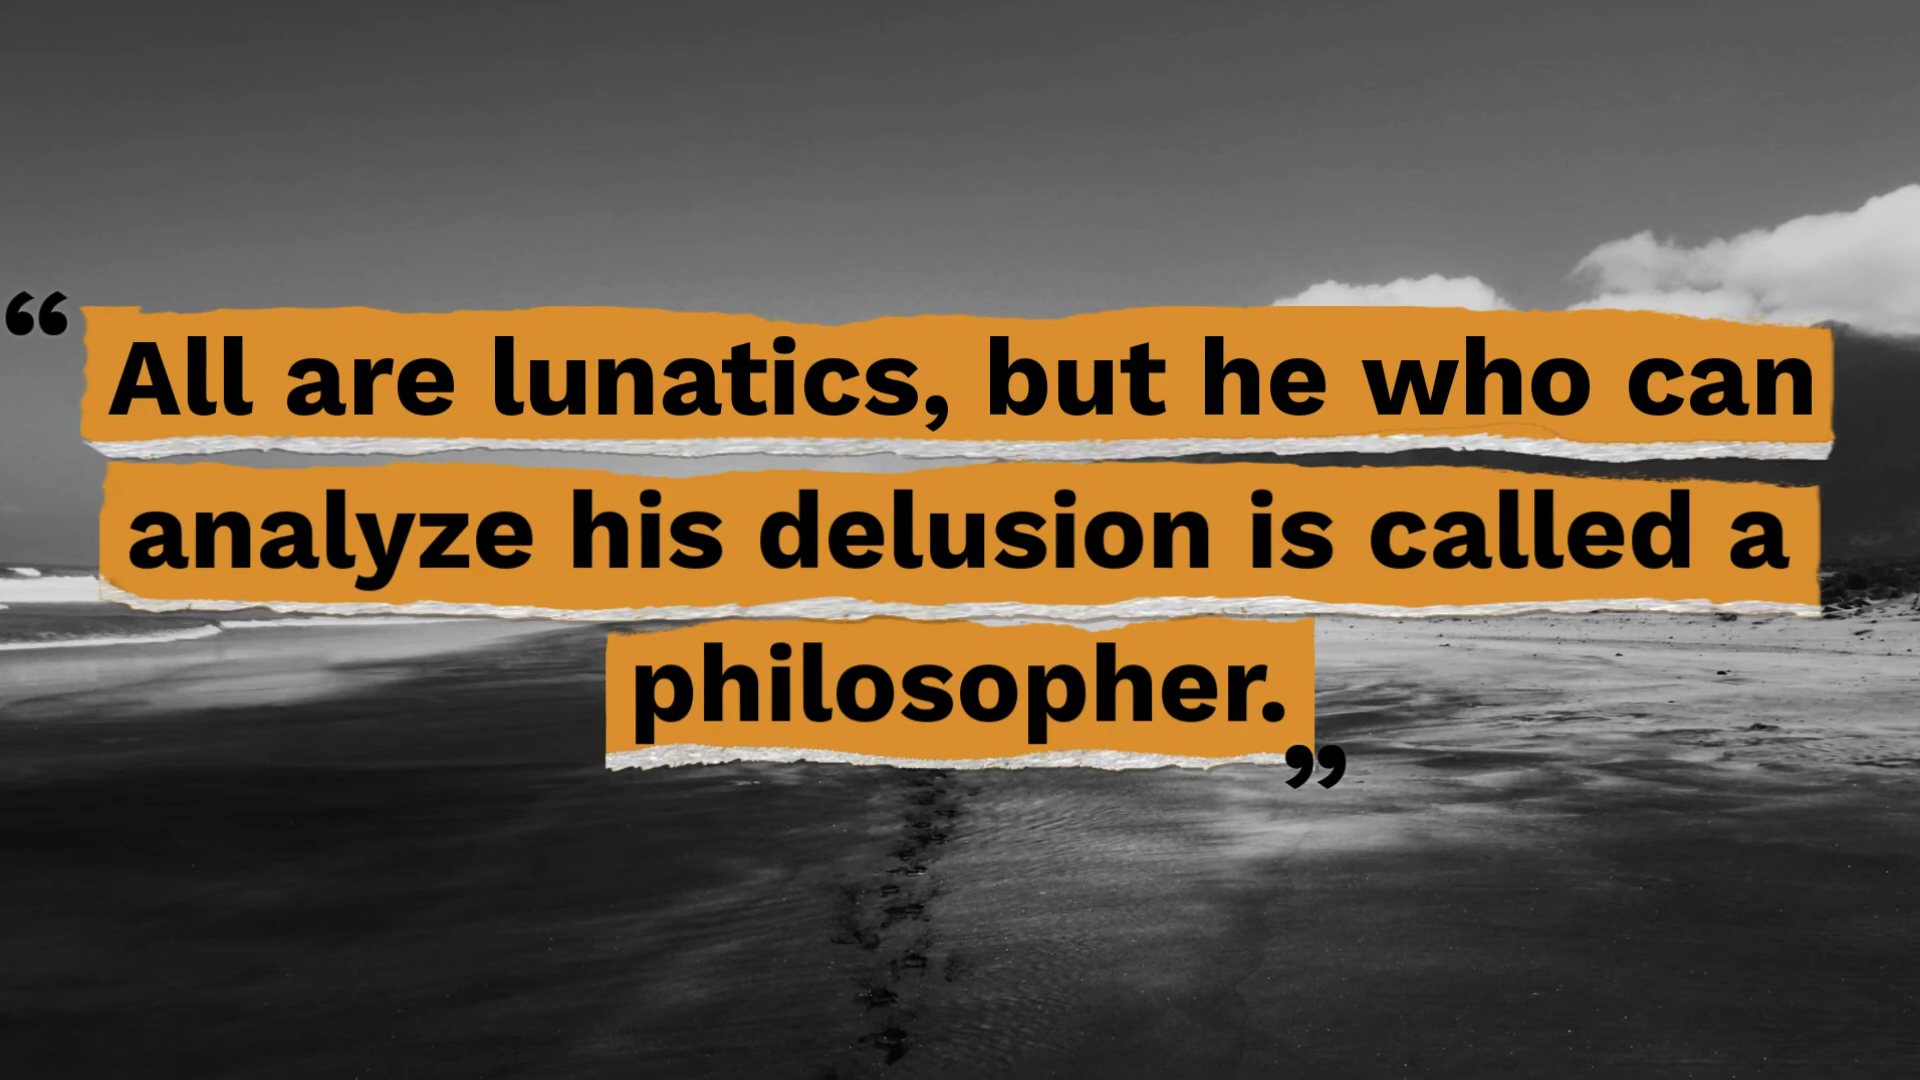 “All are lunatics, but he who can
analyze his delusion is called a
philosopher.”